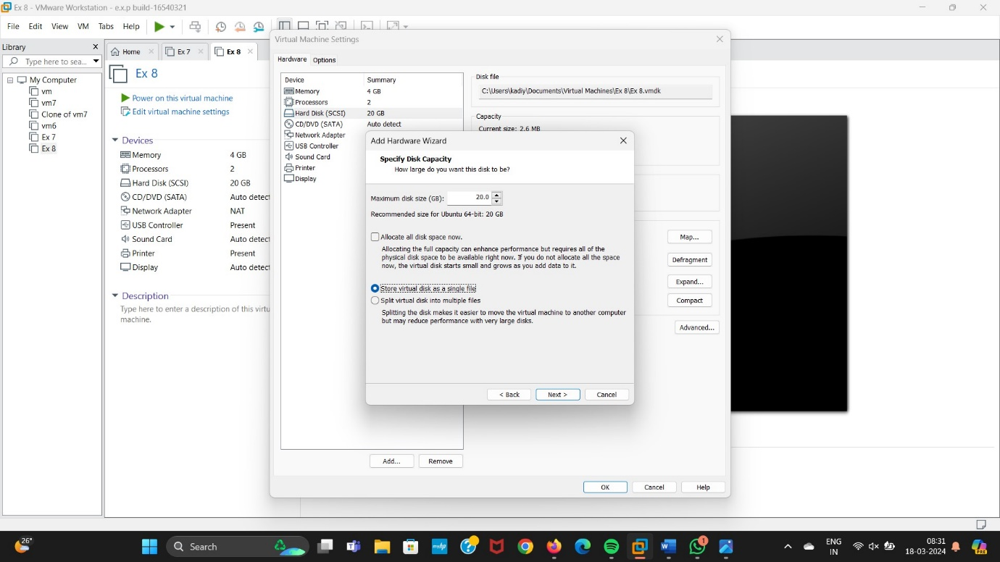 Ex 8 - VMware Workstation - e.x.p build-16540321
File Edit View VM Tabs Help
Library
Type here to sea...
My Computer
vm
vm7
Clone of vm7
vm6
Ex 7
Ex 8
Home
Ex 7
Ex 8
Ex 8
Power on this virtual machine
Edit virtual machine settings
Devices
Memory 4 GB
Processors 2
Hard Disk (SCSI) 20 GB
CD/DVD (SATA) Auto detect
Network Adapter NAT
USB Controller Present
Sound Card Auto detect
Printer Present
Display Auto detect
Description
Type here to enter a description of this virtu
machine.
Virtual Machine Settings
Hardware Options
Device Summary
Memory 4 GB
Processors 2
Hard Disk (SCSI) 20 GB
CD/DVD (SATA) Auto detect
Network Adapter
USB Controller
Sound Card
Printer
Display
Add... Remove
Disk file
C:\Users\kadiy\Documents\Virtual Machines\Ex 8\Ex 8.vmdk
Capacity
Current size: 2.6 MB
Map...
Defragment
Expand...
Compact
Advanced...
OK Cancel Help
Add Hardware Wizard
Specify Disk Capacity
How large do you want this disk to be?
Maximum disk size (GB): 20.0
Recommended size for Ubuntu 64-bit: 20 GB
Allocate all disk space now.
Allocating the full capacity can enhance performance but requires all of the
physical disk space to be available right now. If you do not allocate all the space
now, the virtual disk starts small and grows as you add data to it.
Store virtual disk as a single file
Split virtual disk into multiple files
Splitting the disk makes it easier to move the virtual machine to another computer
but may reduce performance with very large disks.
< Back Next > Cancel
26°
Search
myhp
1
ENG
IN
08:31
18-03-2024
PRE